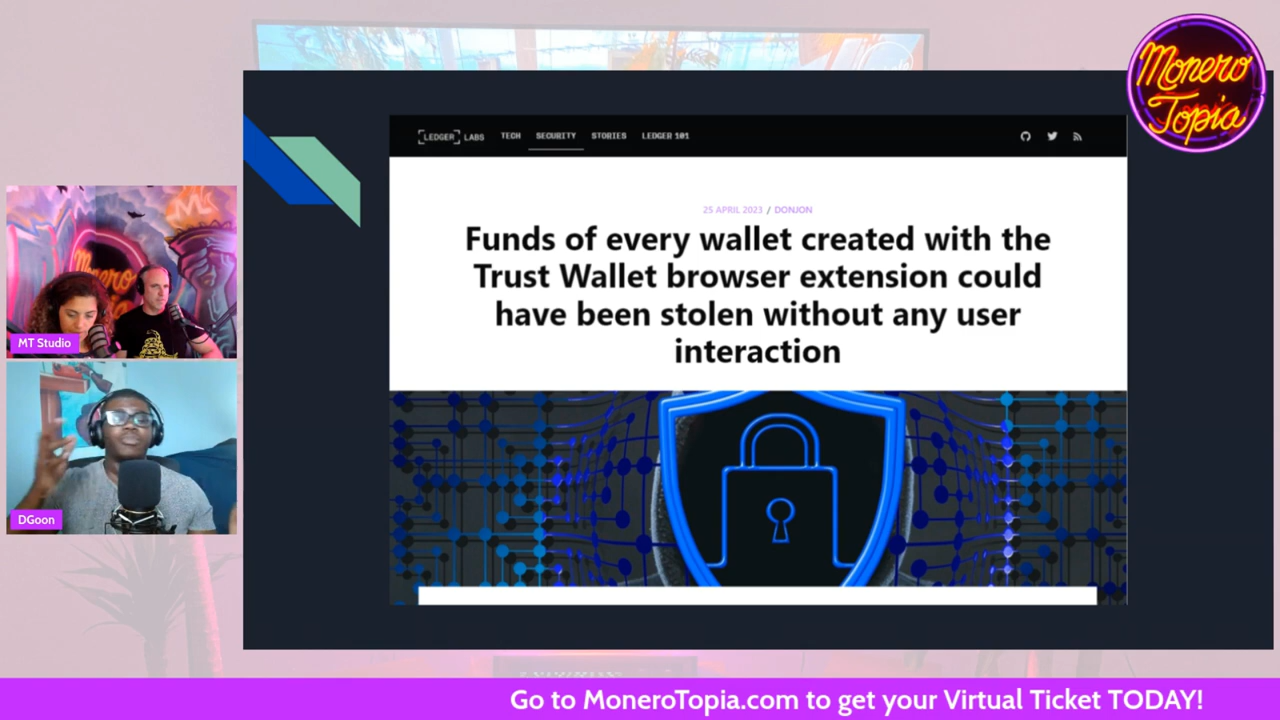 Monero
Topia
LEDGER LABS TECH SECURITY STORIES LEDGER 101
25 APRIL 2023 / DONJON
Funds of every wallet created with the
Trust Wallet browser extension could
have been stolen without any user
interaction
Monero
MT Studio
DGoon
Go to MoneroTopia.com to get your Virtual Ticket TODAY!